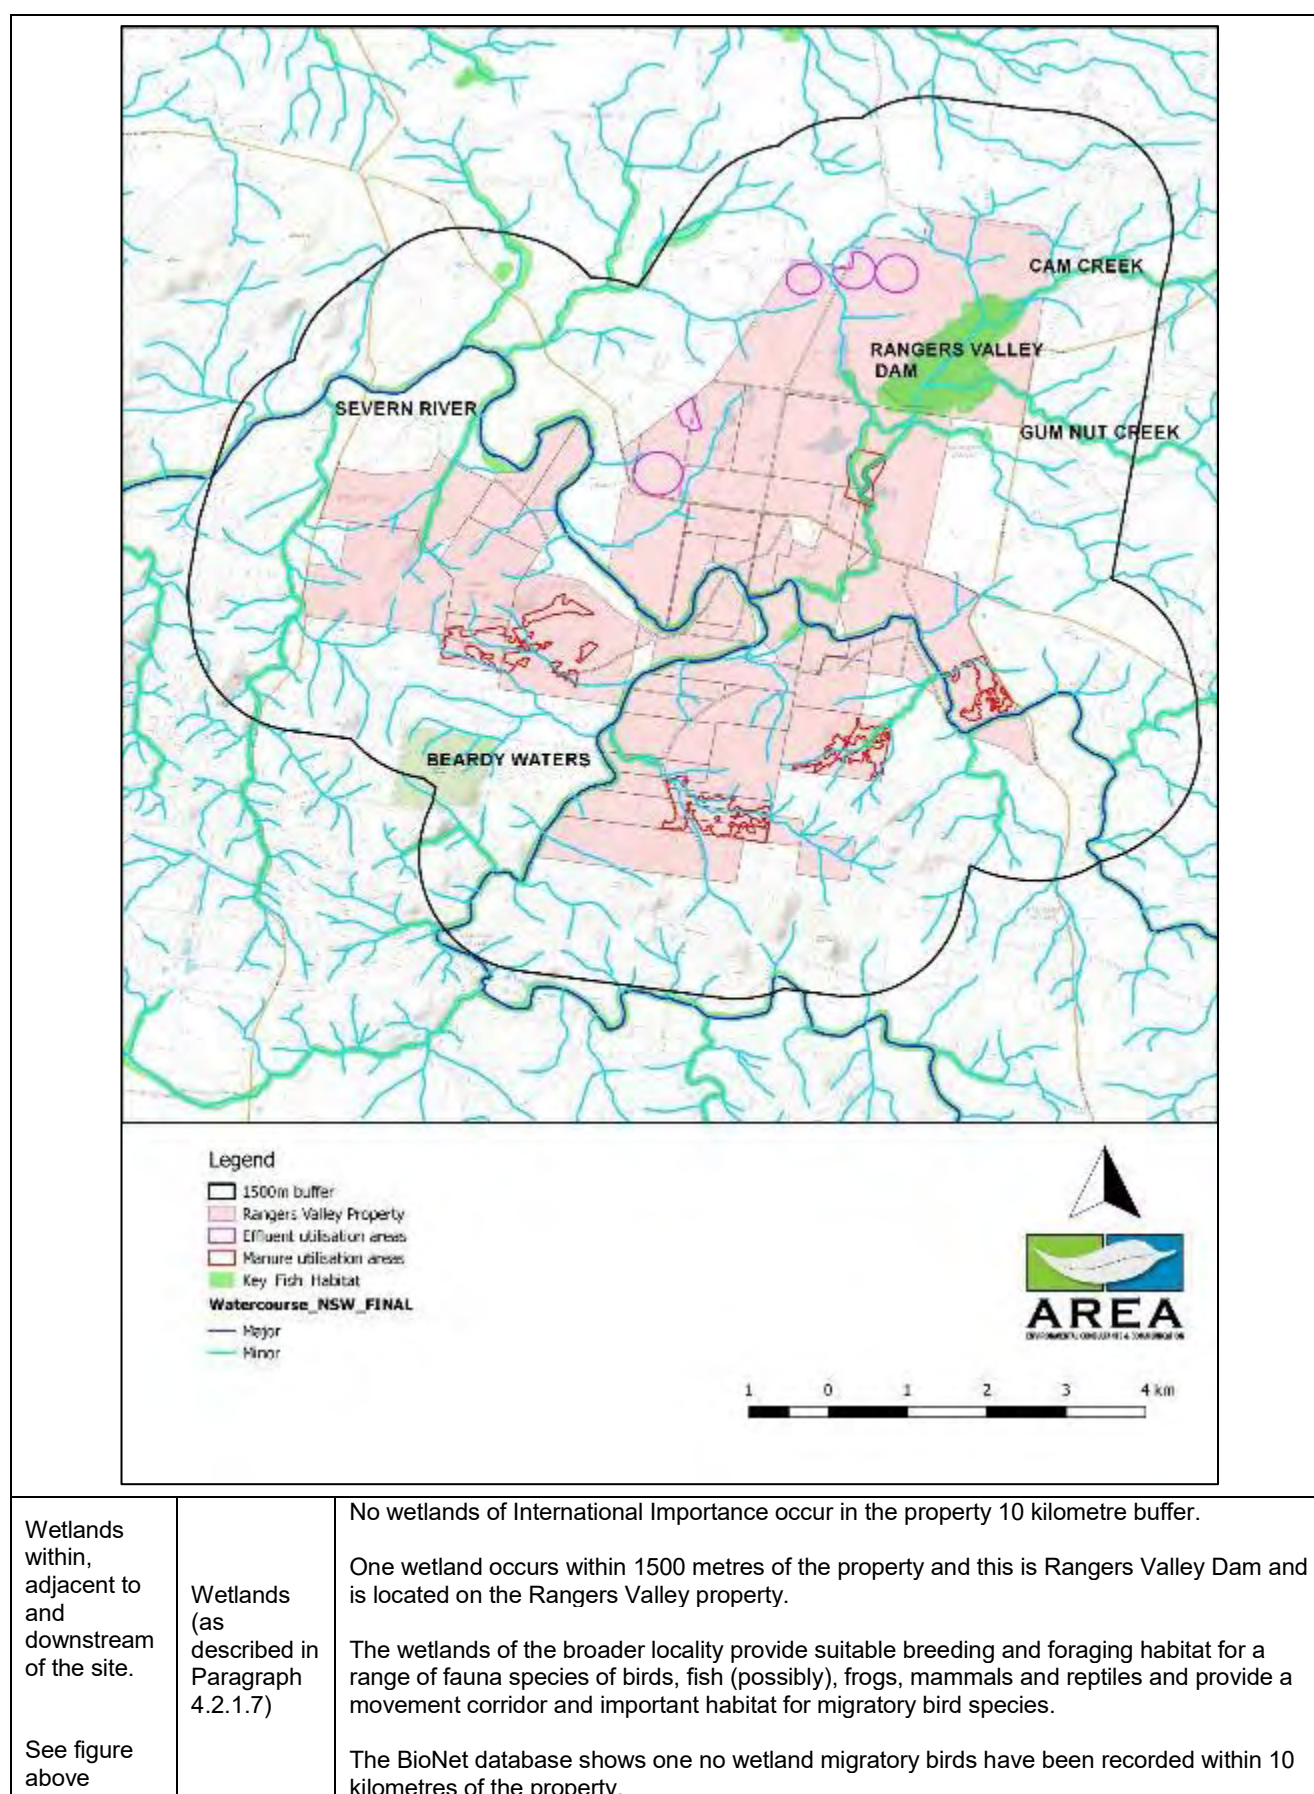 CAM CREEK
RANGERS VALLEY
DAM
SEVERN RIVER
GUM NUT CREEK
BEARDY WATERS
Legend
1500m buffer
Rangers Valley Property
Effluent utilisation areas
Manure utilisation areas
Key Fish Habitat
Watercourse_NSW_FINAL
Major
Minor
AREA
ENVIRONMENTAL CONSULTANTS & COMMUNICATION
1 0 1 2 3 4 km
Wetlands
within,
adjacent to
and
downstream
of the site.
See figure
above
Wetlands
(as
described in
Paragraph
4.2.1.7)
No wetlands of International Importance occur in the property 10 kilometre buffer.
One wetland occurs within 1500 metres of the property and this is Rangers Valley Dam and
is located on the Rangers Valley property.
The wetlands of the broader locality provide suitable breeding and foraging habitat for a
range of fauna species of birds, fish (possibly), frogs, mammals and reptiles and provide a
movement corridor and important habitat for migratory bird species.
The BioNet database shows one no wetland migratory birds have been recorded within 10
kilometres of the property.